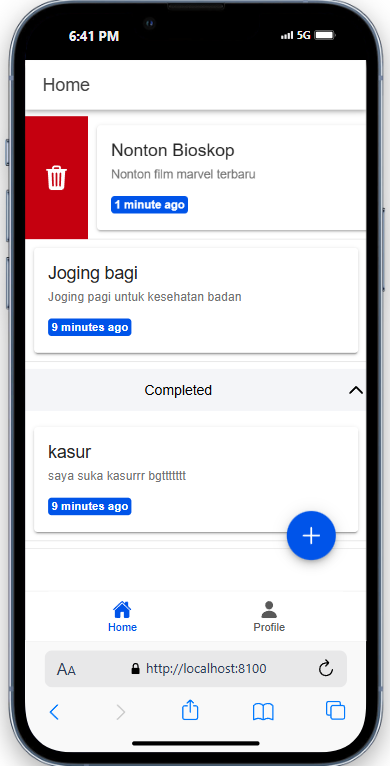 6:41 PM
5G
Home
Nonton Bioskop
Nonton film marvel terbaru
1 minute ago
Joging bagi
Joging pagi untuk kesehatan badan
9 minutes ago
Completed
kasur
saya suka kasurrr bgttttttt
9 minutes ago
Home
Profile
AA
http://localhost:8100